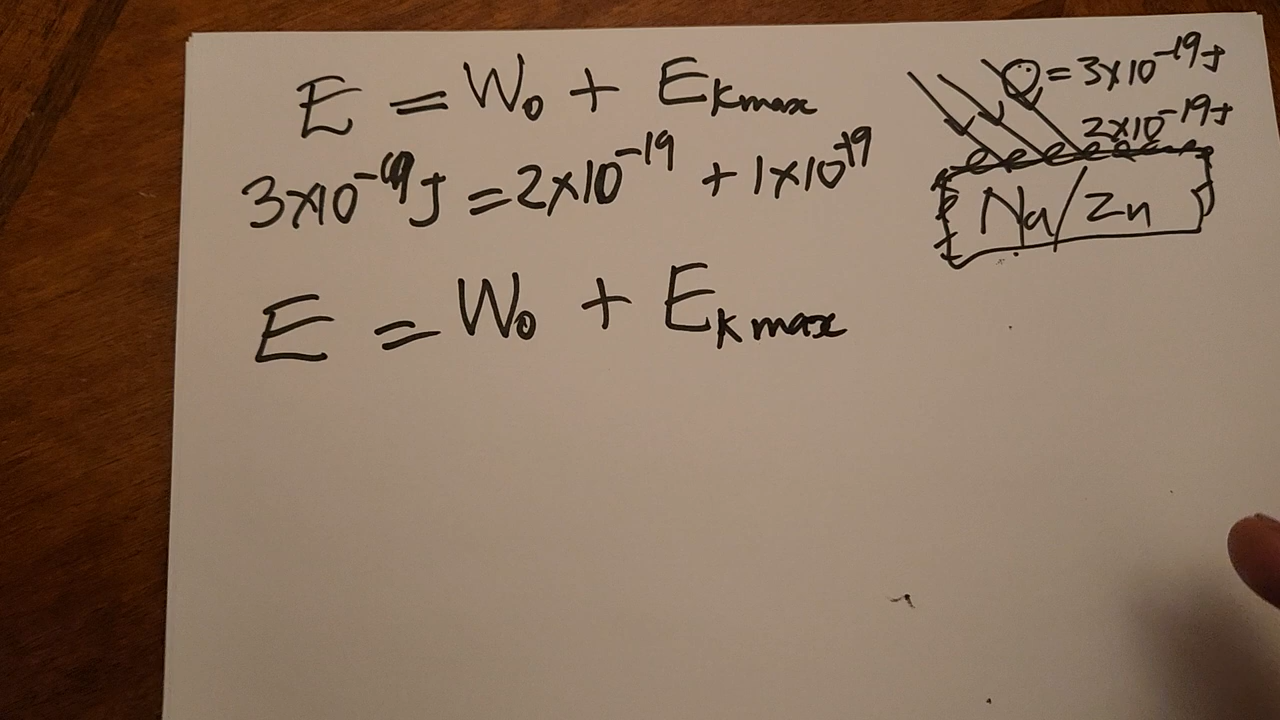 E = W₀ + Eₖₘₐₓ
3×10⁻¹⁹J = 2×10⁻¹⁹ + 1×10⁻¹⁹
E = W₀ + Eₖₘₐₓ
= 3×10⁻¹⁹J
2×10⁻¹⁹J
Na/Zn